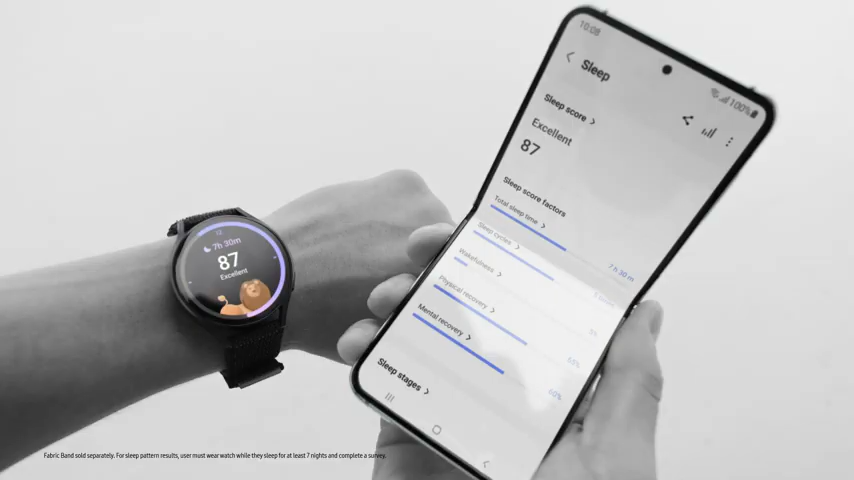 10:08
100%
Sleep
Sleep score >
Excellent
87
Sleep score factors
Total sleep time >
7 h 30 m
Sleep cycles >
Wakefulness >
Physical recovery >
Mental recovery >
60%
Sleep stages >
7h 30m
87
Excellent
Fabric Band sold separately. For sleep pattern results, user must wear watch while they sleep for at least 7 nights and complete a survey.